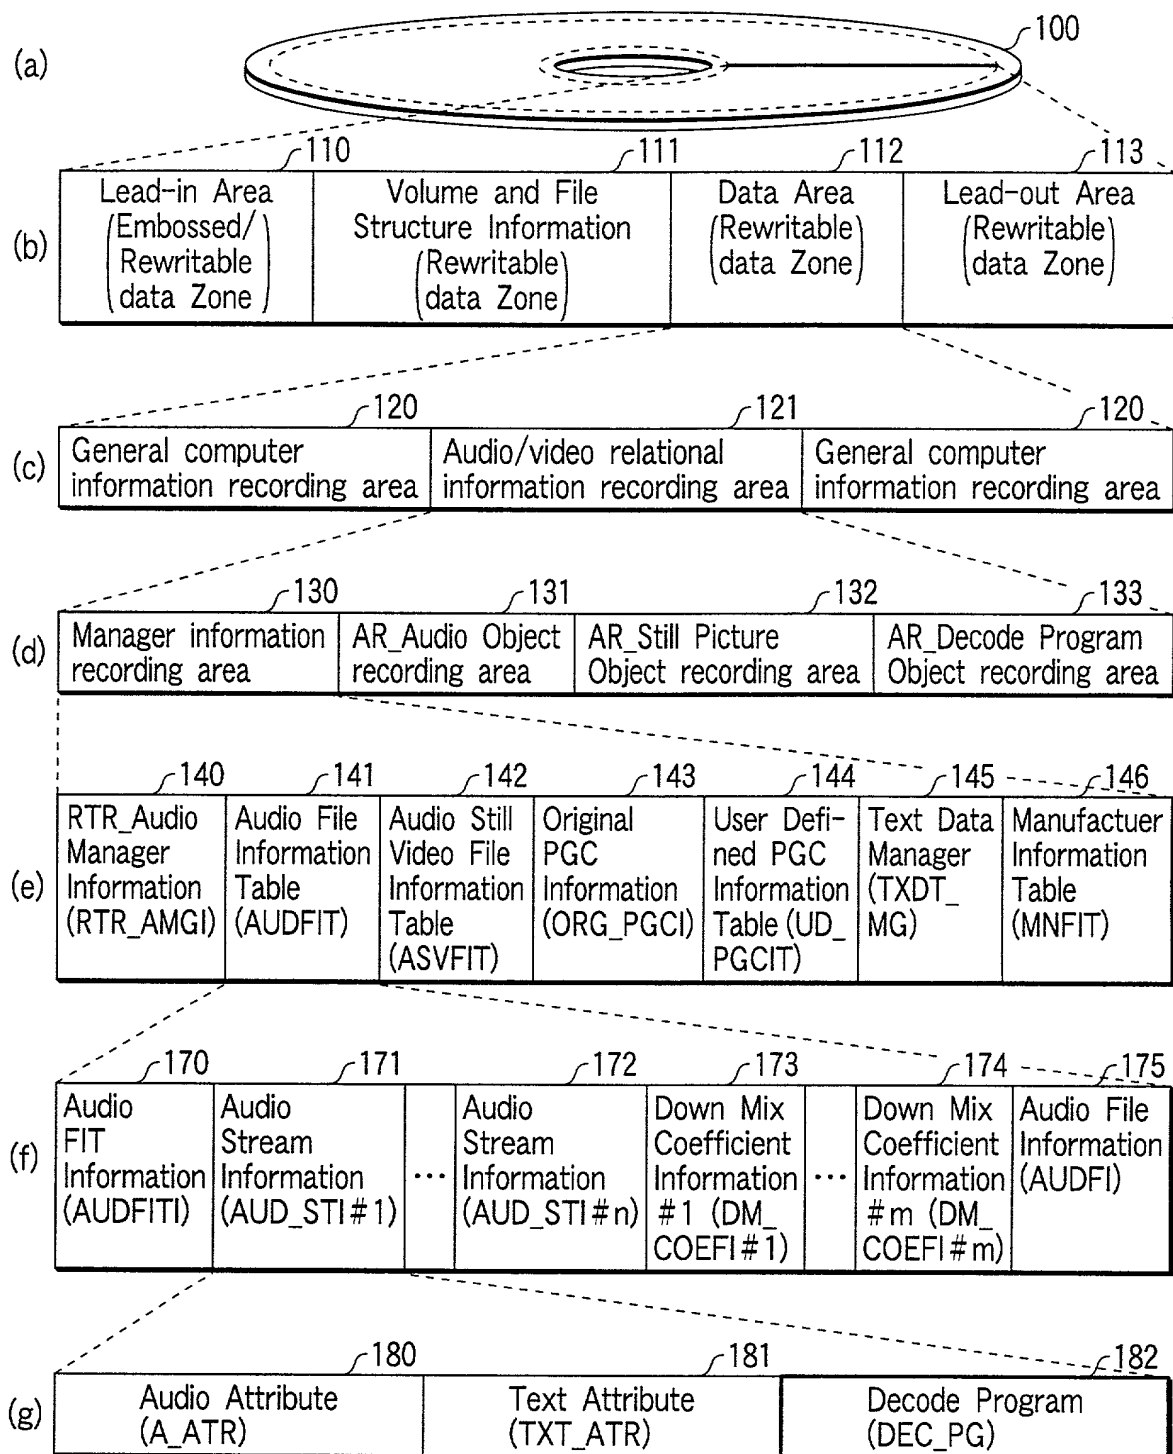 (a)
100
110
111
112
113
(b)
Lead-in Area
(Embossed/
Rewritable
data Zone)
Volume and File
Structure Information
(Rewritable
data Zone)
Data Area
(Rewritable
data Zone)
Lead-out Area
(Rewritable
data Zone)
120
121
120
(c)
General computer
information recording area
Audio/video relational
information recording area
General computer
information recording area
130
131
132
133
(d)
Manager information
recording area
AR_Audio Object
recording area
AR_Still Picture
Object recording area
AR_Decode Program
Object recording area
140
141
142
143
144
145
146
(e)
RTR_Audio
Manager
Information
(RTR_AMGI)
Audio File
Information
Table
(AUDFIT)
Audio Still
Video File
Information
Table
(ASVFIT)
Original
PGC
Information
(ORG_PGCI)
User Defi-
ned PGC
Information
Table (UD_
PGCIT)
Text Data
Manager
(TXDT_
MG)
Manufactuer
Information
Table
(MNFIT)
170
171
172
173
174
175
(f)
Audio
FIT
Information
(AUDFITI)
Audio
Stream
Information
(AUD_STI#1)
...
Audio
Stream
Information
(AUD_STI#n)
Down Mix
Coefficient
Information
#1 (DM_
COEFI#1)
...
Down Mix
Coefficient
Information
#m (DM_
COEFI#m)
Audio File
Information
(AUDFI)
180
181
182
(g)
Audio Attribute
(A_ATR)
Text Attribute
(TXT_ATR)
Decode Program
(DEC_PG)